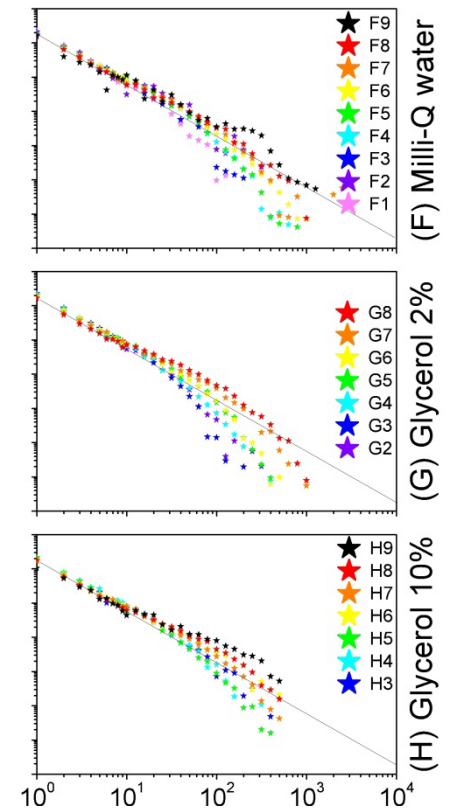 F9
F8
F7
F6
F5
F4
F3
F2
F1
(F) Milli-Q water
G8
G7
G6
G5
G4
G3
G2
(G) Glycerol 2%
H9
H8
H7
H6
H5
H4
H3
(H) Glycerol 10%
10⁰ 10¹ 10² 10³ 10⁴